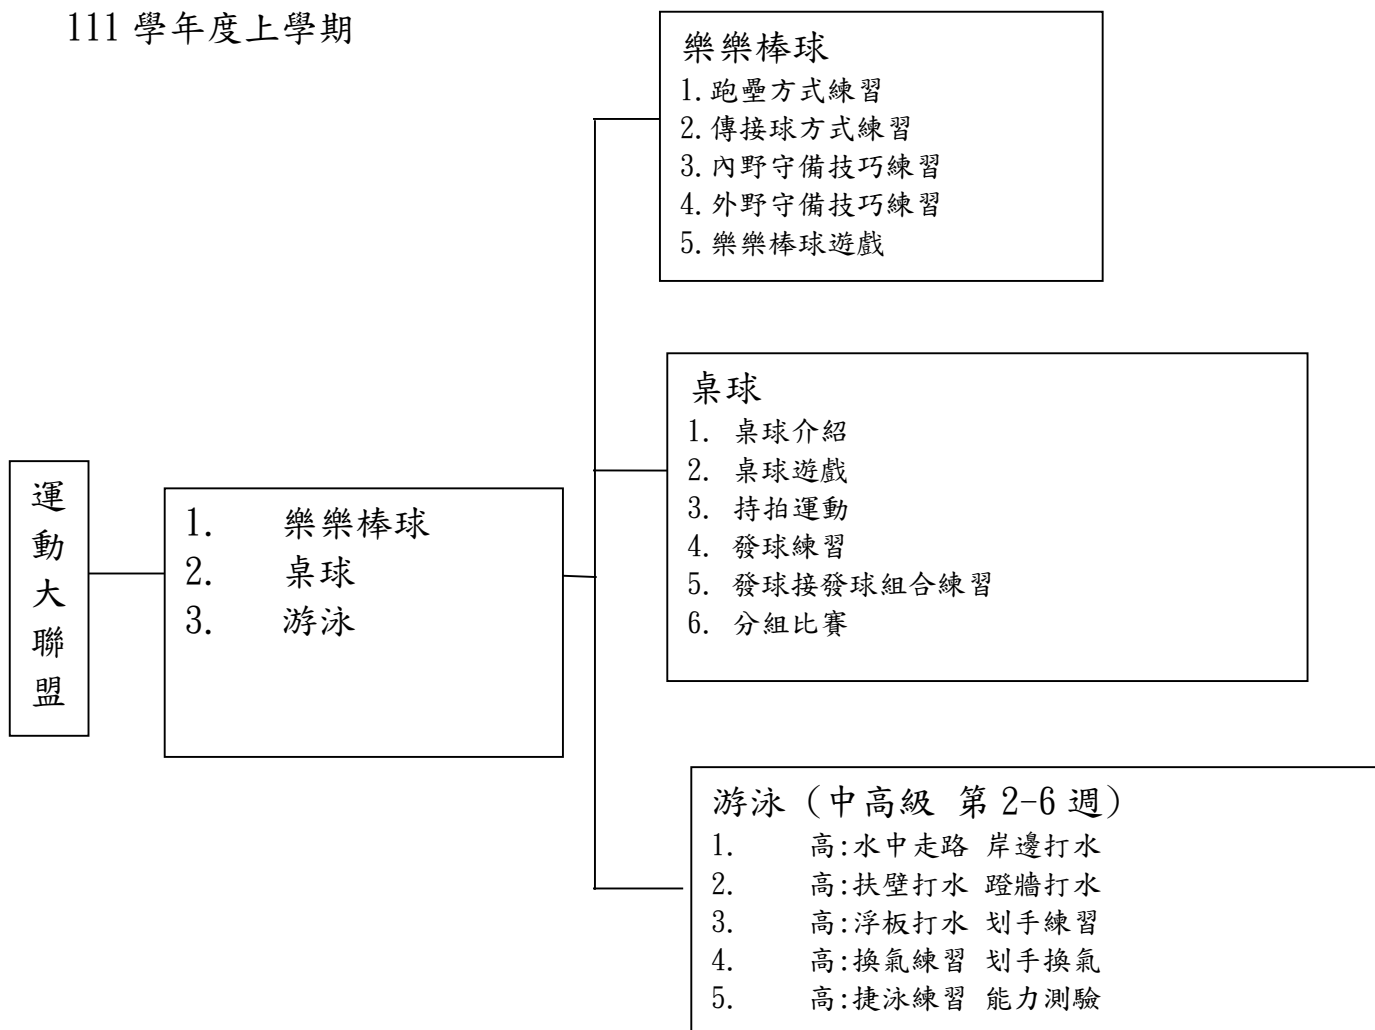 111 學年度上學期
樂樂棒球
1.跑壘方式練習
2.傳接球方式練習
3.內野守備技巧練習
4.外野守備技巧練習
5.樂樂棒球遊戲
桌球
1. 桌球介紹
2. 桌球遊戲
3. 持拍運動
4. 發球練習
5. 發球接發球組合練習
6. 分組比賽
運動大聯盟
1. 樂樂棒球
2. 桌球
3. 游泳
游泳（中高級 第 2-6 週）
1. 高:水中走路 岸邊打水
2. 高:扶壁打水 蹬牆打水
3. 高:浮板打水 划手練習
4. 高:換氣練習 划手換氣
5. 高:捷泳練習 能力測驗